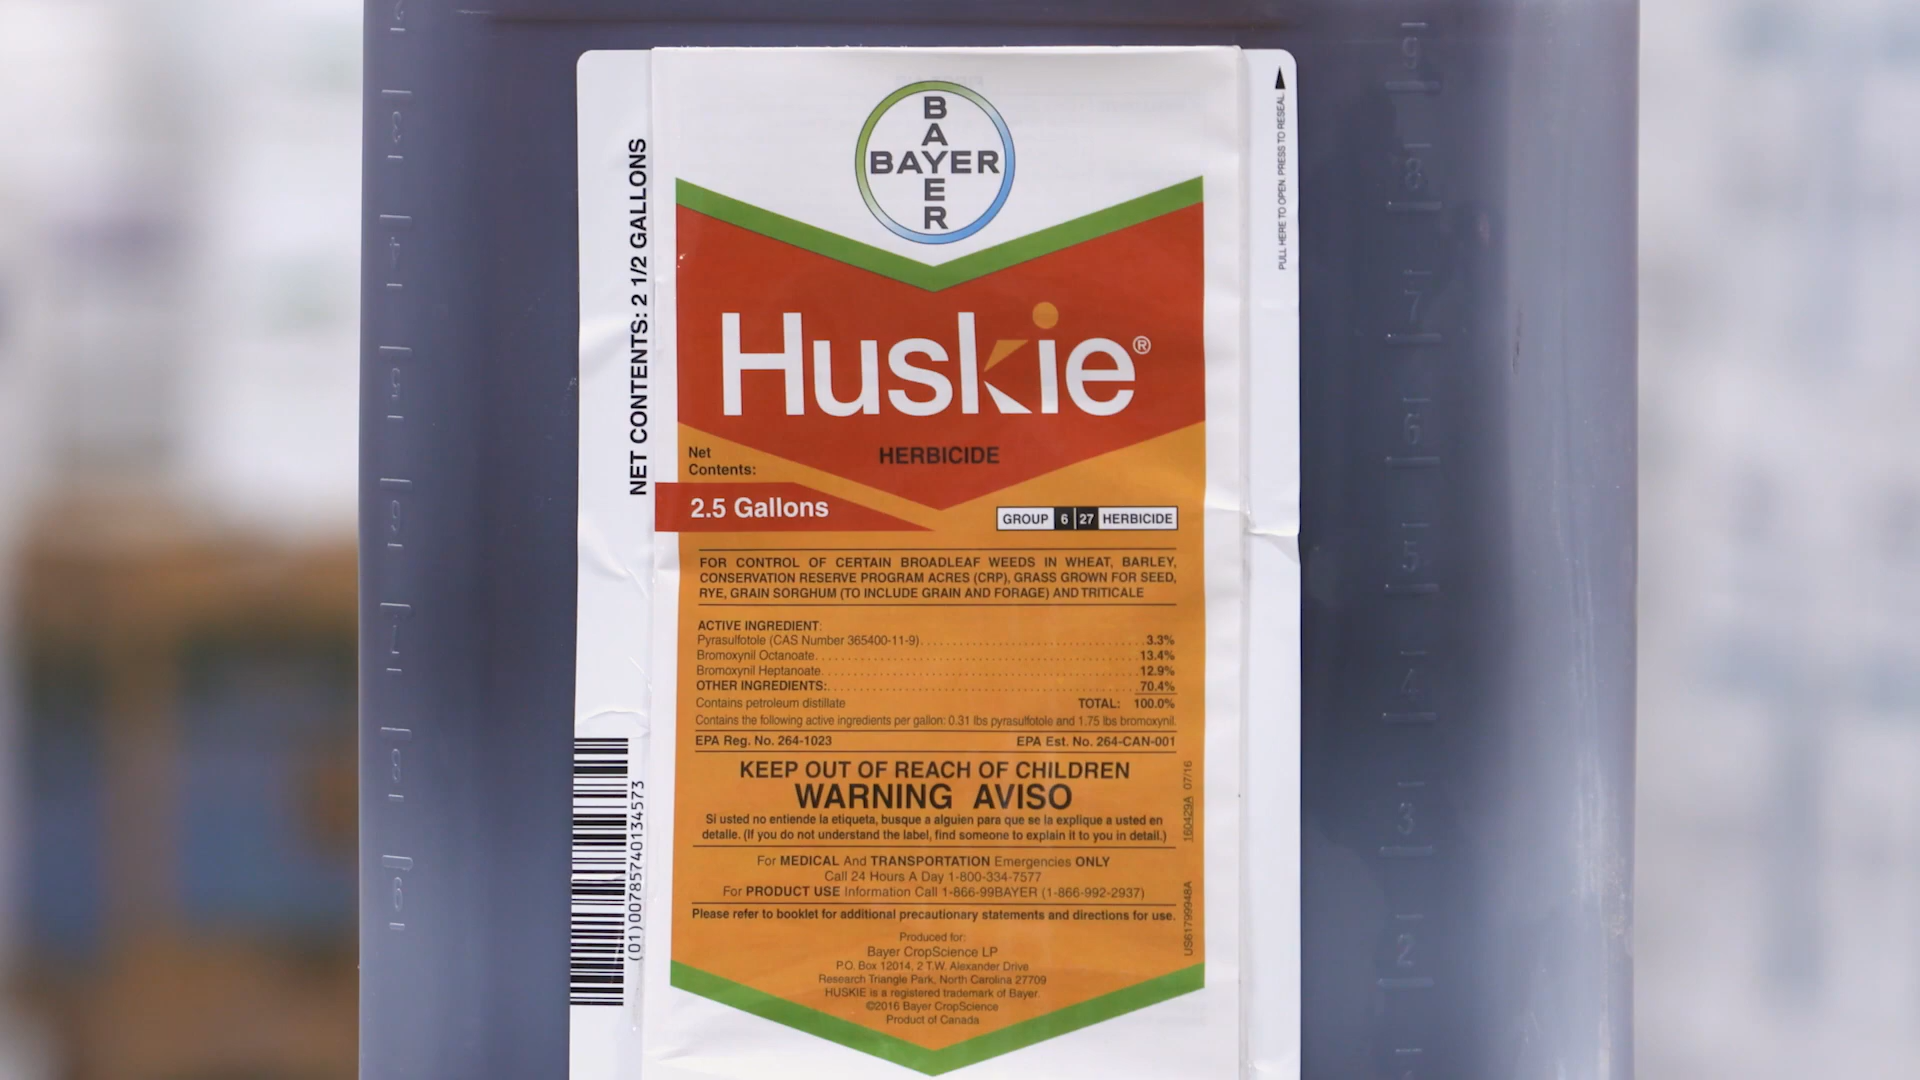 BAYER
BAYER
PULL HERE TO OPEN. PRESS TO RESEAL
NET CONTENTS: 2 1/2 GALLONS
Huskie®
HERBICIDE
Net
Contents:
2.5 Gallons
GROUP 6 27 HERBICIDE
FOR CONTROL OF CERTAIN BROADLEAF WEEDS IN WHEAT, BARLEY,
CONSERVATION RESERVE PROGRAM ACRES (CRP), GRASS GROWN FOR SEED,
RYE, GRAIN SORGHUM (TO INCLUDE GRAIN AND FORAGE) AND TRITICALE
ACTIVE INGREDIENT:
Pyrasulfotole (CAS Number 365400-11-9) 3.3%
Bromoxynil Octanoate 13.4%
Bromoxynil Heptanoate 12.9%
OTHER INGREDIENTS: 70.4%
Contains petroleum distillate TOTAL: 100.0%
Contains the following active ingredients per gallon: 0.31 lbs pyrasulfotole and 1.75 lbs bromoxynil.
EPA Reg. No. 264-1023 EPA Est. No. 264-CAN-001
KEEP OUT OF REACH OF CHILDREN
WARNING AVISO
Si usted no entiende la etiqueta, busque a alguien para que se la explique a usted en
detalle. (If you do not understand the label, find someone to explain it to you in detail.)
For MEDICAL And TRANSPORTATION Emergencies ONLY
Call 24 Hours A Day 1-800-334-7577
For PRODUCT USE Information Call 1-866-99BAYER (1-866-992-2937)
Please refer to booklet for additional precautionary statements and directions for use.
Produced for:
Bayer CropScience LP
P.O. Box 12014, 2 T.W. Alexander Drive
Research Triangle Park, North Carolina 27709
HUSKIE is a registered trademark of Bayer.
©2016 Bayer CropScience
Product of Canada
160429A 07/16
US61799948A
(01)00785740134573
9
8
7
6
5
4
3
2
1